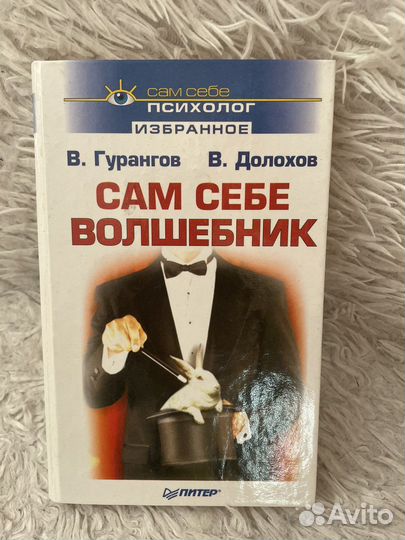 сам себе
ПСИХОЛОГ
ИЗБРАННОЕ
В. Гурангов В. Долохов
САМ СЕБЕ
ВОЛШЕБНИК
ПИТЕР®
Avito